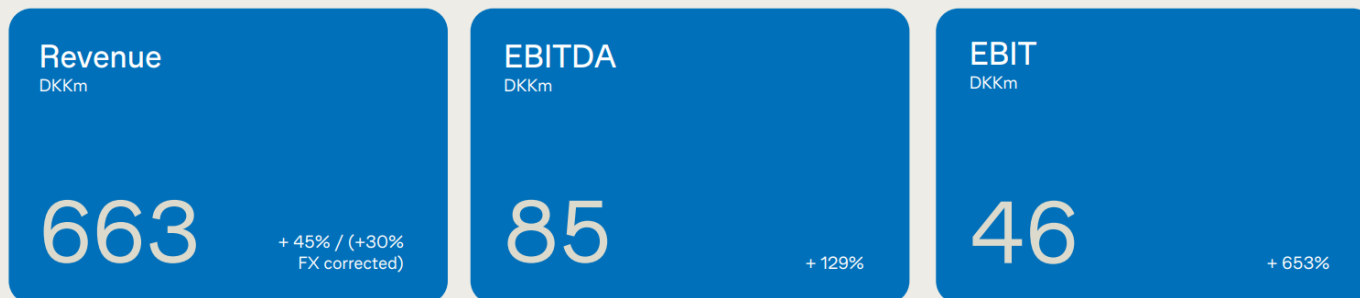 Revenue
DKKm
663
+ 45% / (+30%
FX corrected)
EBITDA
DKKm
85
+ 129%
EBIT
DKKm
46
+ 653%